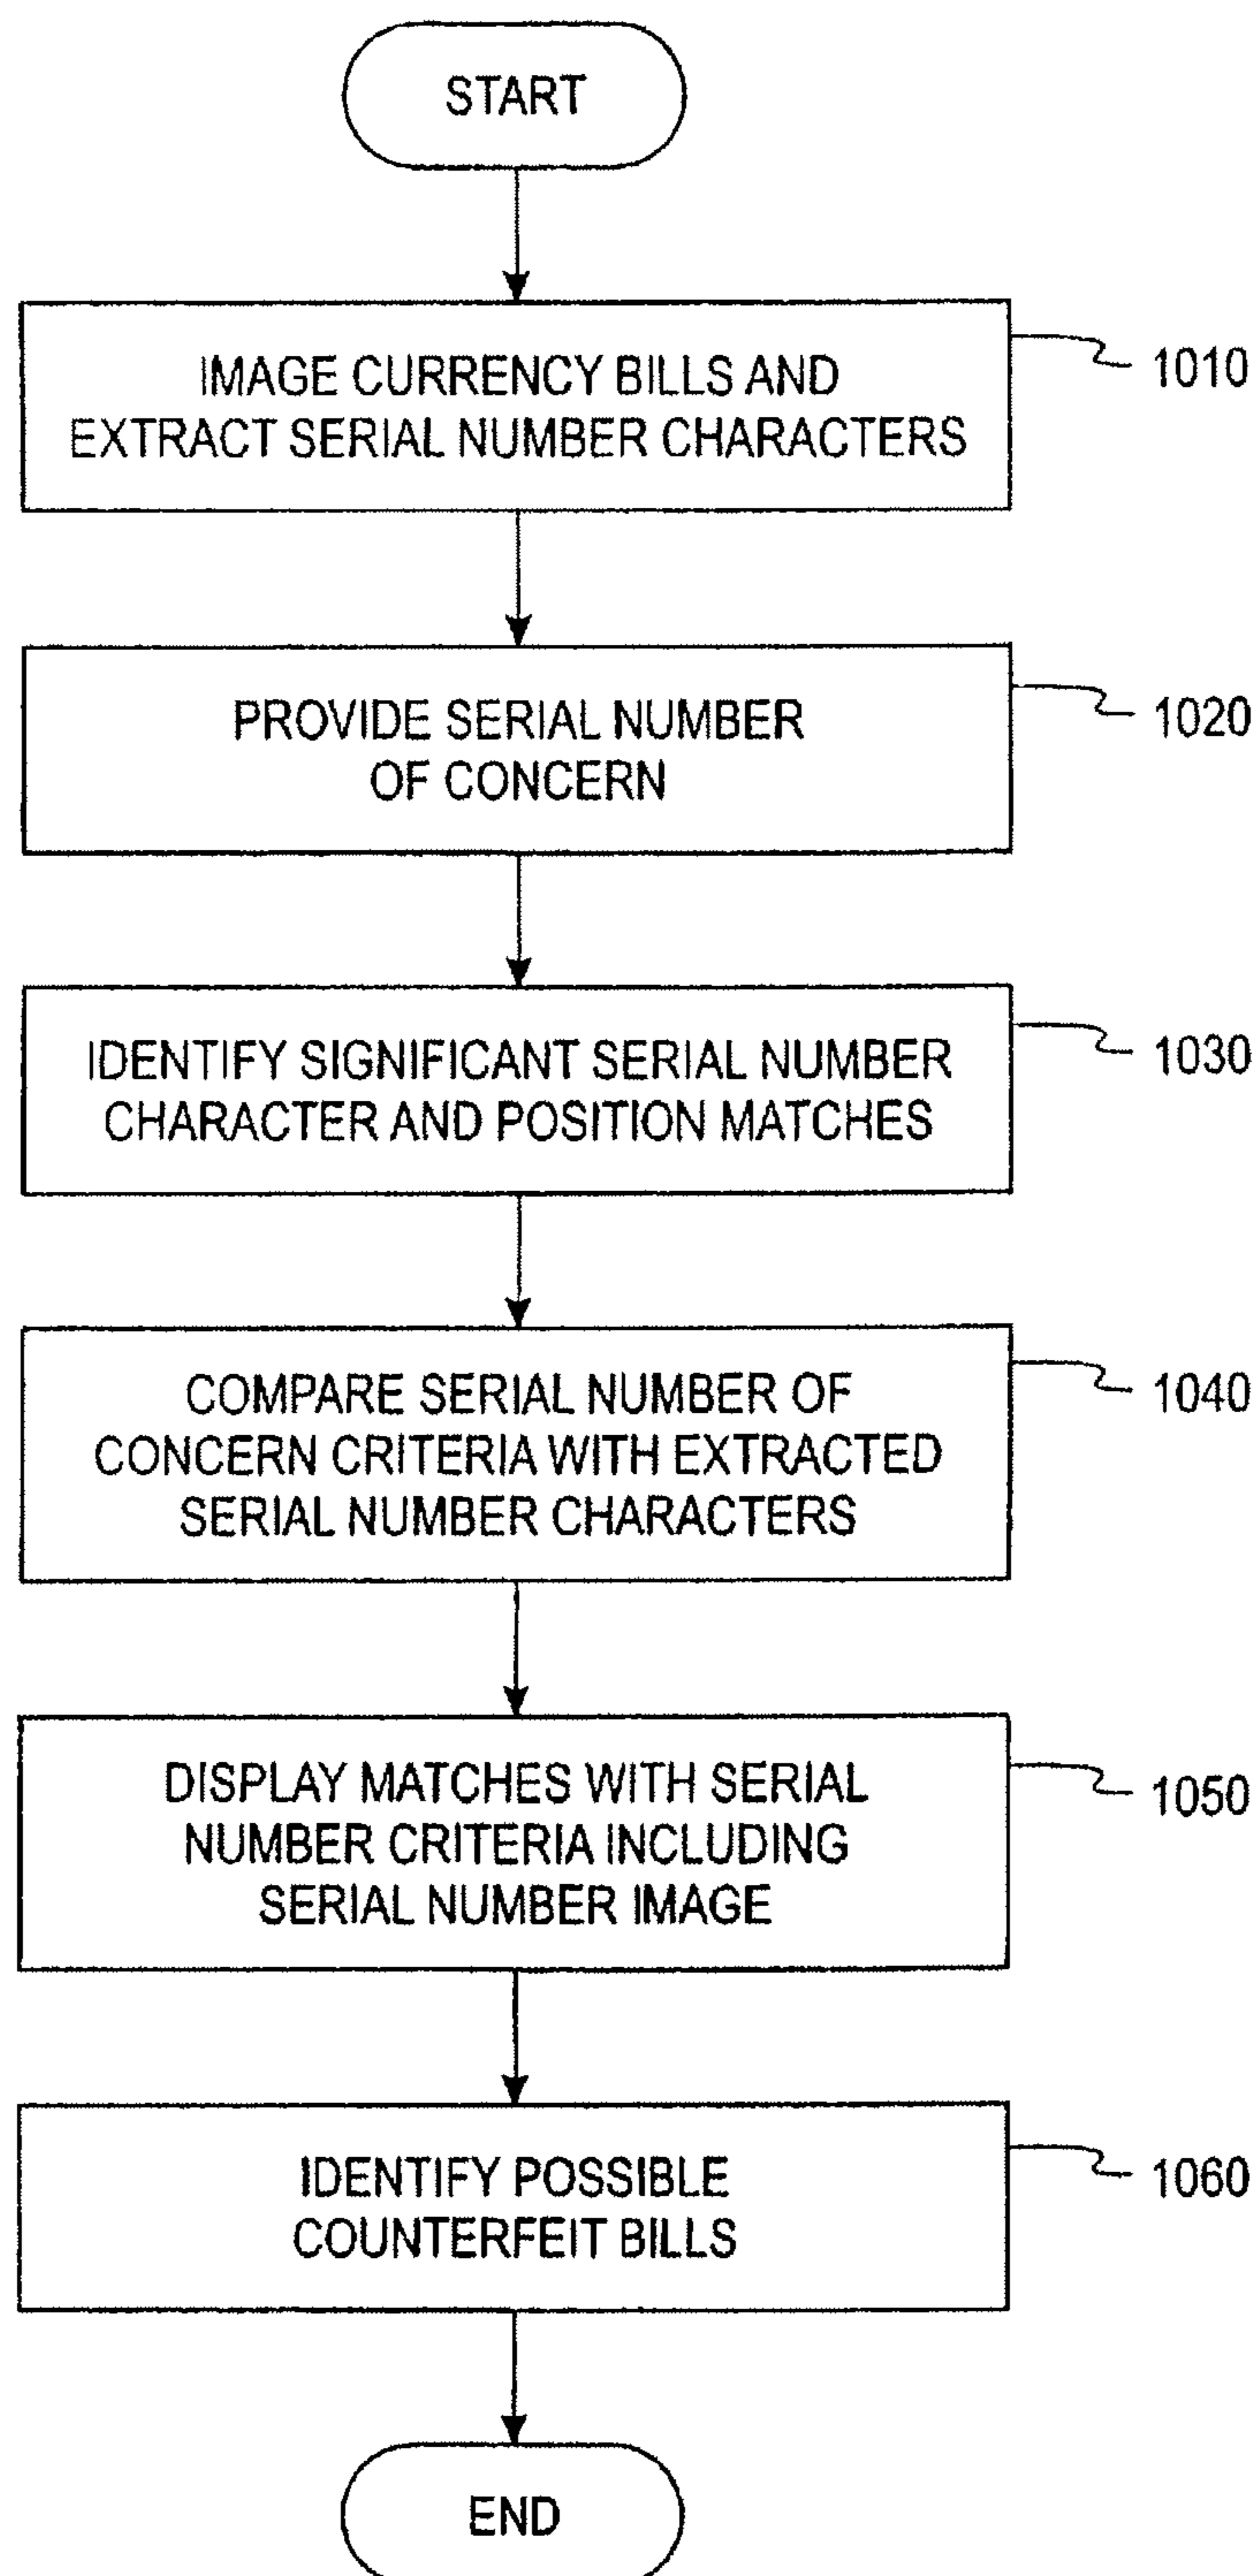 START
IMAGE CURRENCY BILLS AND
EXTRACT SERIAL NUMBER CHARACTERS
1010
PROVIDE SERIAL NUMBER
OF CONCERN
1020
IDENTIFY SIGNIFICANT SERIAL NUMBER
CHARACTER AND POSITION MATCHES
1030
COMPARE SERIAL NUMBER OF
CONCERN CRITERIA WITH EXTRACTED
SERIAL NUMBER CHARACTERS
1040
DISPLAY MATCHES WITH SERIAL
NUMBER CRITERIA INCLUDING
SERIAL NUMBER IMAGE
1050
IDENTIFY POSSIBLE
COUNTERFEIT BILLS
1060
END